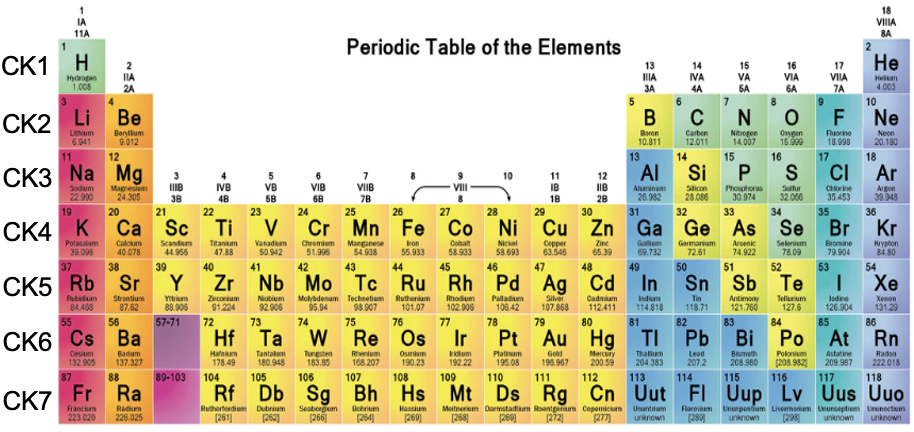 1 18
IA VIIIA
11A 8A
Periodic Table of the Elements
CK1
1 2
H He
Hydrogen Helium
1.008 4.003
2 13 14 15 16 17
IIA IIIA IVA VA VIA VIIA
2A 3A 4A 5A 6A 7A
CK2
3 4 5 6 7 8 9 10
Li Be B C N O F Ne
Lithium Beryllium Boron Carbon Nitrogen Oxygen Fluorine Neon
6.941 9.012 10.811 12.011 14.007 15.999 18.998 20.180
CK3
11 12 13 14 15 16 17 18
Na Mg Al Si P S Cl Ar
Sodium Magnesium Aluminum Silicon Phosphorus Sulfur Chlorine Argon
22.990 24.305 26.982 28.086 30.974 32.066 35.453 39.948
3 4 5 6 7 8 9 10 11 12
IIIB IVB VB VIB VIIB VIII IB IIB
3B 4B 5B 6B 7B 8 1B 2B
CK4
19 20 21 22 23 24 25 26 27 28 29 30 31 32 33 34 35 36
K Ca Sc Ti V Cr Mn Fe Co Ni Cu Zn Ga Ge As Se Br Kr
Potassium Calcium Scandium Titanium Vanadium Chromium Manganese Iron Cobalt Nickel Copper Zinc Gallium Germanium Arsenic Selenium Bromine Krypton
39.098 40.078 44.956 47.88 50.942 51.996 54.938 55.933 58.933 58.693 63.546 65.39 69.732 72.61 74.922 78.09 79.904 84.80
CK5
37 38 39 40 41 42 43 44 45 46 47 48 49 50 51 52 53 54
Rb Sr Y Zr Nb Mo Tc Ru Rh Pd Ag Cd In Sn Sb Te I Xe
Rubidium Strontium Yttrium Zirconium Niobium Molybdenum Technetium Ruthenium Rhodium Palladium Silver Cadmium Indium Tin Antimony Tellurium Iodine Xenon
84.468 87.62 88.906 91.224 92.906 95.94 98.907 101.07 102.906 106.42 107.868 112.411 114.818 118.71 121.760 127.6 126.904 131.29
CK6
55 56 57-71 72 73 74 75 76 77 78 79 80 81 82 83 84 85 86
Cs Ba Hf Ta W Re Os Ir Pt Au Hg Tl Pb Bi Po At Rn
Cesium Barium Hafnium Tantalum Tungsten Rhenium Osmium Iridium Platinum Gold Mercury Thallium Lead Bismuth Polonium Astatine Radon
132.905 137.327 178.49 180.948 183.85 186.207 190.23 192.22 195.08 196.967 200.59 204.383 207.2 208.980 [208.982] 209.987 222.018
CK7
87 88 89-103 104 105 106 107 108 109 110 111 112 113 114 115 116 117 118
Fr Ra Rf Db Sg Bh Hs Mt Ds Rg Cn Uut Fl Uup Lv Uus Uuo
Francium Radium Rutherfordium Dubnium Seaborgium Bohrium Hassium Meitnerium Darmstadtium Roentgenium Copernicium Ununtrium Flerovium Ununpentium Livermorium Ununseptium Ununoctium
223.020 226.025 [261] [262] [266] [264] [269] [268] [269] [272] [277] unknown [289] unknown [298] unknown unknown